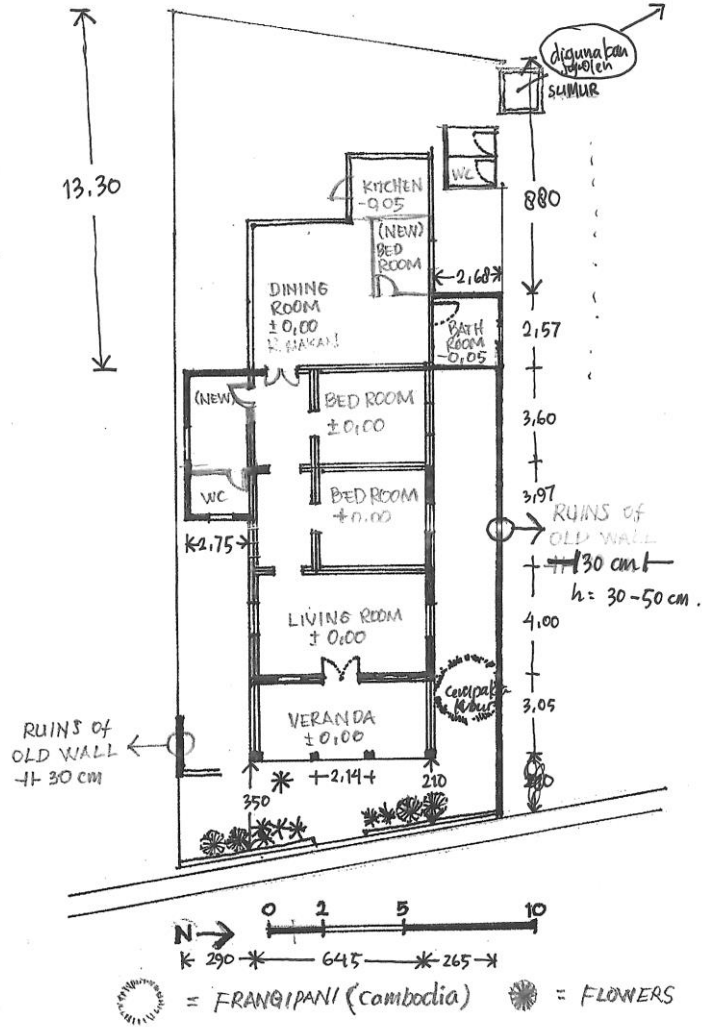 digunakan
SUMUR
13.30
WC
880
KITCHEN
-0,05
(NEW)
BED
ROOM
2,68
DINING
ROOM
±0,00
R. MAKAN
BATH
ROOM
-0,05
2,57
(NEW)
BED ROOM
±0,00
3,60
WC
BED ROOM
±0.00
3,97
RUINS of
OLD WALL
30 cm
h= 30-50 cm.
2,75
LIVING ROOM
±0,00
4,00
3,05
VERANDA
±0,00
RUINS of
OLD WALL
30 cm
2,14
210
350
0 2 5 10
N
290 645 265
= FRANGIPANI (Cambodia) = FLOWERS